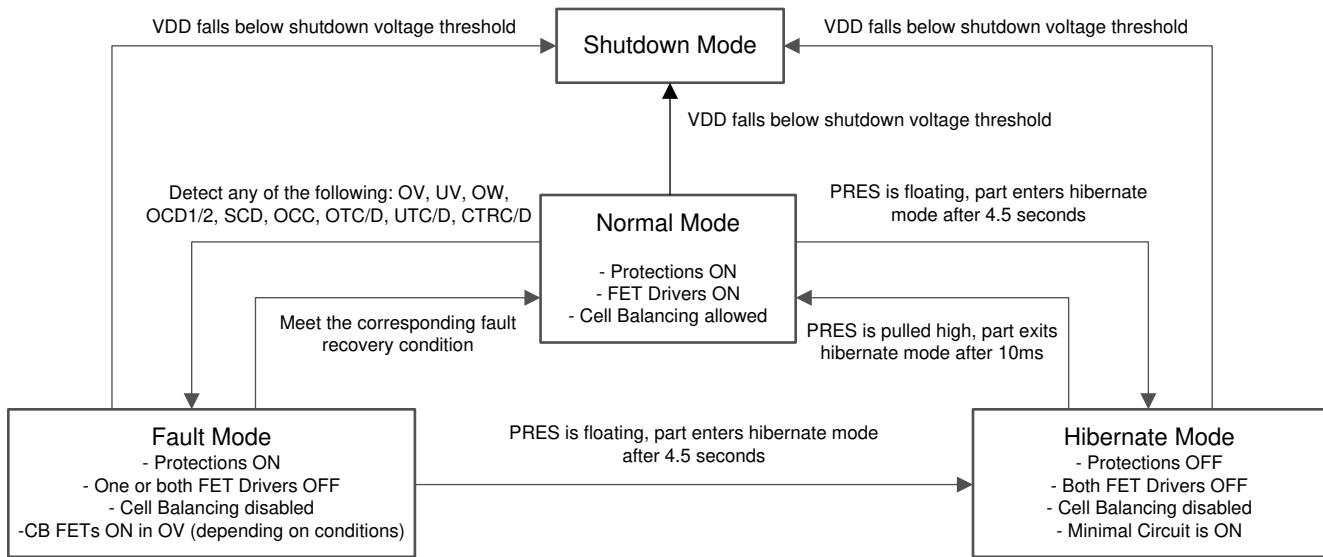 VDD falls below shutdown voltage threshold
Shutdown Mode
VDD falls below shutdown voltage threshold
VDD falls below shutdown voltage threshold
Detect any of the following: OV, UV, OW,
OCD1/2, SCD, OCC, OTC/D, UTC/D, CTRC/D
PRES is floating, part enters hibernate
mode after 4.5 seconds
Normal Mode
- Protections ON
- FET Drivers ON
- Cell Balancing allowed
Meet the corresponding fault
recovery condition
PRES is pulled high, part exits
hibernate mode after 10ms
Fault Mode
- Protections ON
- One or both FET Drivers OFF
- Cell Balancing disabled
-CB FETs ON in OV (depending on conditions)
PRES is floating, part enters hibernate mode
after 4.5 seconds
Hibernate Mode
- Protections OFF
- Both FET Drivers OFF
- Cell Balancing disabled
- Minimal Circuit is ON